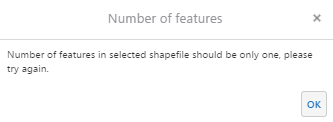 Number of features ×
Number of features in selected shapefile should be only one, please
try again.
OK